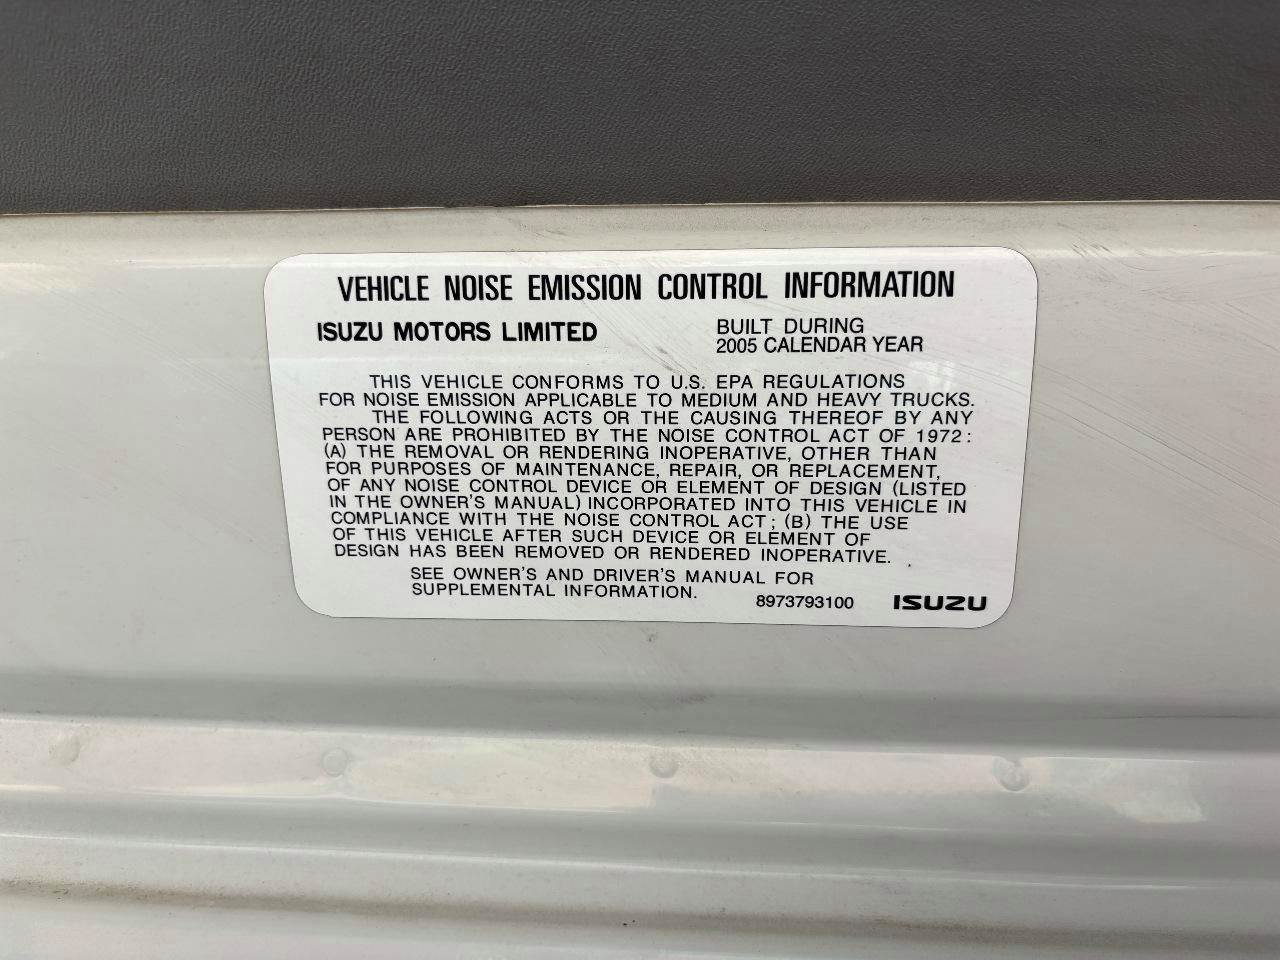 VEHICLE NOISE EMISSION CONTROL INFORMATION
ISUZU MOTORS LIMITED
BUILT DURING
2005 CALENDAR YEAR
THIS VEHICLE CONFORMS TO U.S. EPA REGULATIONS
FOR NOISE EMISSION APPLICABLE TO MEDIUM AND HEAVY TRUCKS.
THE FOLLOWING ACTS OR THE CAUSING THEREOF BY ANY
PERSON ARE PROHIBITED BY THE NOISE CONTROL ACT OF 1972:
(A) THE REMOVAL OR RENDERING INOPERATIVE, OTHER THAN
FOR PURPOSES OF MAINTENANCE, REPAIR, OR REPLACEMENT,
OF ANY NOISE CONTROL DEVICE OR ELEMENT OF DESIGN (LISTED
IN THE OWNER'S MANUAL) INCORPORATED INTO THIS VEHICLE IN
COMPLIANCE WITH THE NOISE CONTROL ACT; (B) THE USE
OF THIS VEHICLE AFTER SUCH DEVICE OR ELEMENT OF
DESIGN HAS BEEN REMOVED OR RENDERED INOPERATIVE.
SEE OWNER'S AND DRIVER'S MANUAL FOR
SUPPLEMENTAL INFORMATION.
8973793100
ISUZU